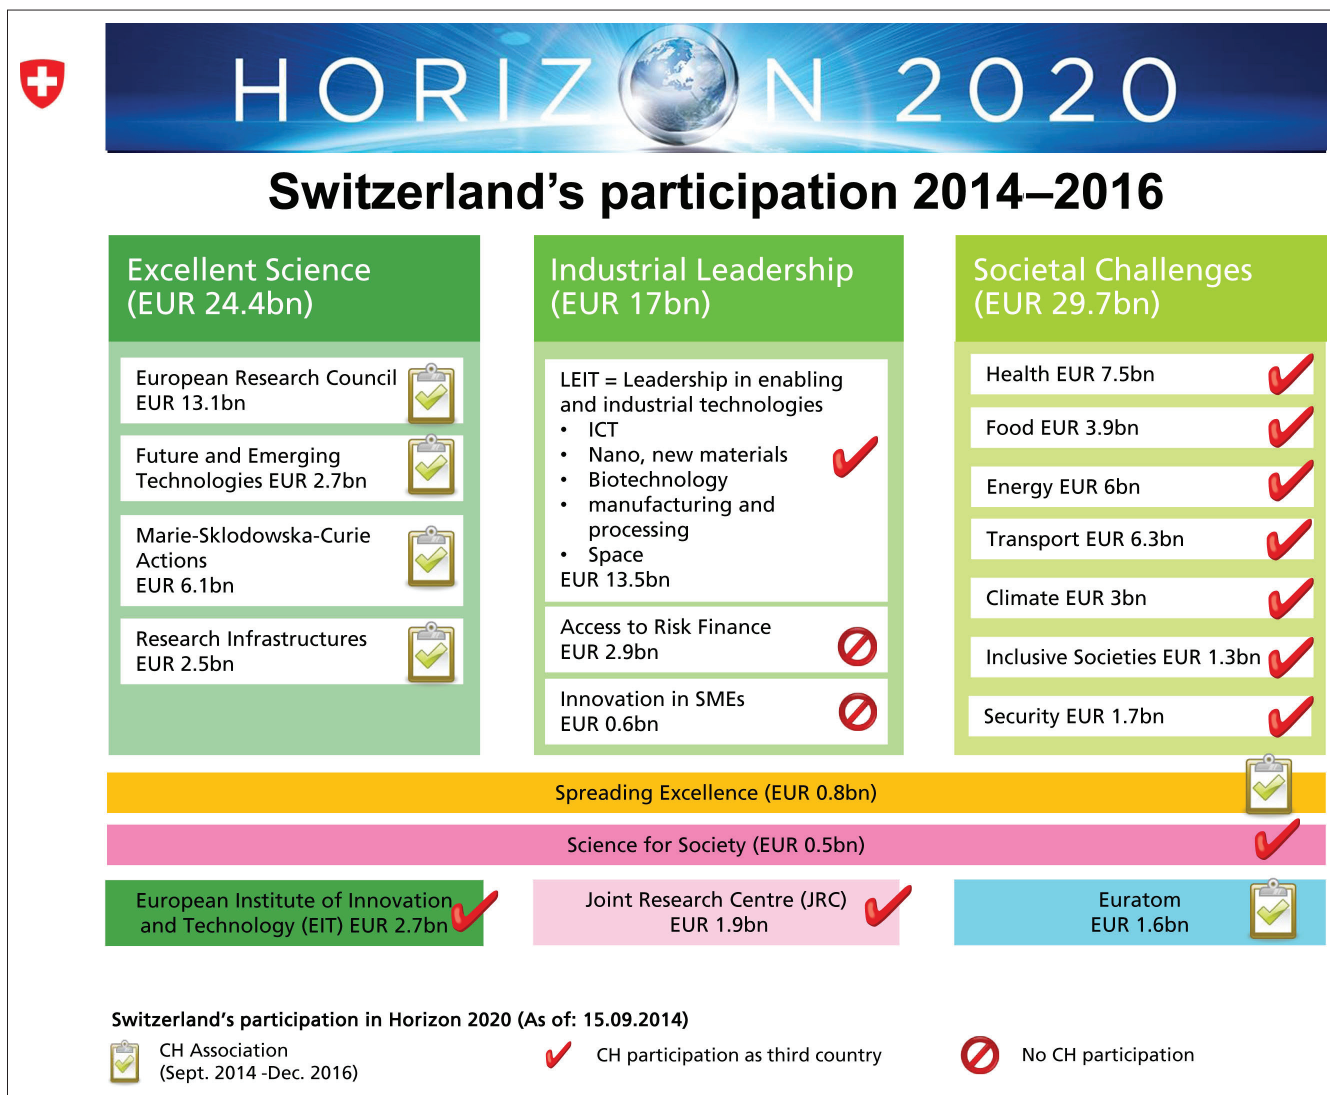 HORIZON 2020
Switzerland’s participation 2014–2016
Excellent Science
(EUR 24.4bn)
European Research Council
EUR 13.1bn
Future and Emerging
Technologies EUR 2.7bn
Marie-Sklodowska-Curie
Actions
EUR 6.1bn
Research Infrastructures
EUR 2.5bn
Industrial Leadership
(EUR 17bn)
LEIT = Leadership in enabling
and industrial technologies
• ICT
• Nano, new materials
• Biotechnology
• manufacturing and
processing
• Space
EUR 13.5bn
Access to Risk Finance
EUR 2.9bn
Innovation in SMEs
EUR 0.6bn
Societal Challenges
(EUR 29.7bn)
Health EUR 7.5bn
Food EUR 3.9bn
Energy EUR 6bn
Transport EUR 6.3bn
Climate EUR 3bn
Inclusive Societies EUR 1.3bn
Security EUR 1.7bn
Spreading Excellence (EUR 0.8bn)
Science for Society (EUR 0.5bn)
European Institute of Innovation
and Technology (EIT) EUR 2.7bn
Joint Research Centre (JRC)
EUR 1.9bn
Euratom
EUR 1.6bn
Switzerland’s participation in Horizon 2020 (As of: 15.09.2014)
CH Association
(Sept. 2014 -Dec. 2016)
CH participation as third country
No CH participation